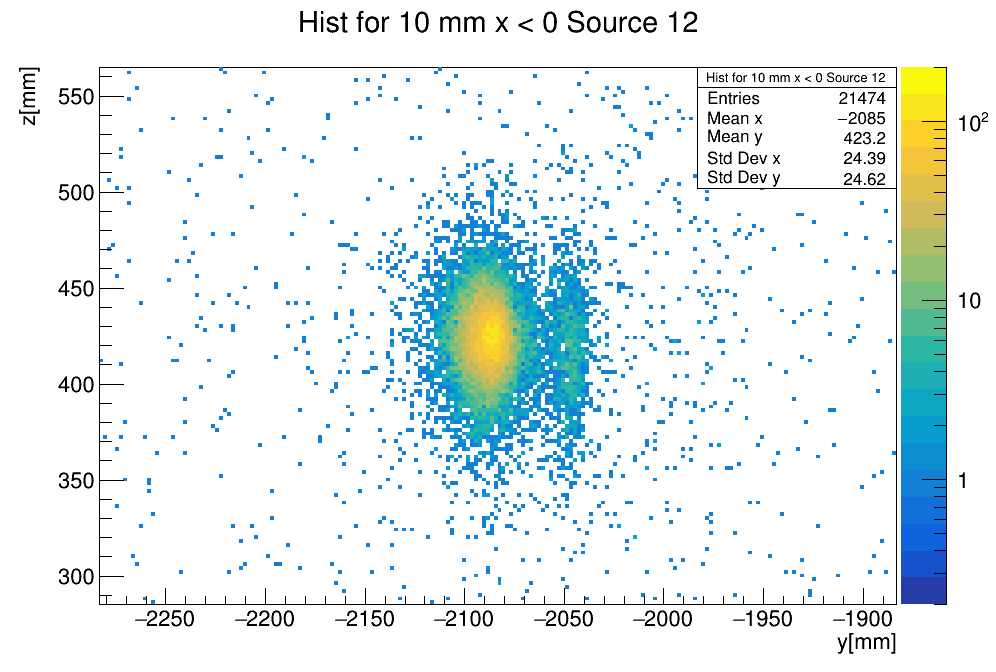 Hist for 10 mm x < 0 Source 12
z[mm]
Hist for 10 mm x < 0 Source 12
Entries 21474
Mean x −2085
Mean y 423.2
Std Dev x 24.39
Std Dev y 24.62
550
500
450
400
350
300
10²
10
1
−2250 −2200 −2150 −2100 −2050 −2000 −1950 −1900
y[mm]